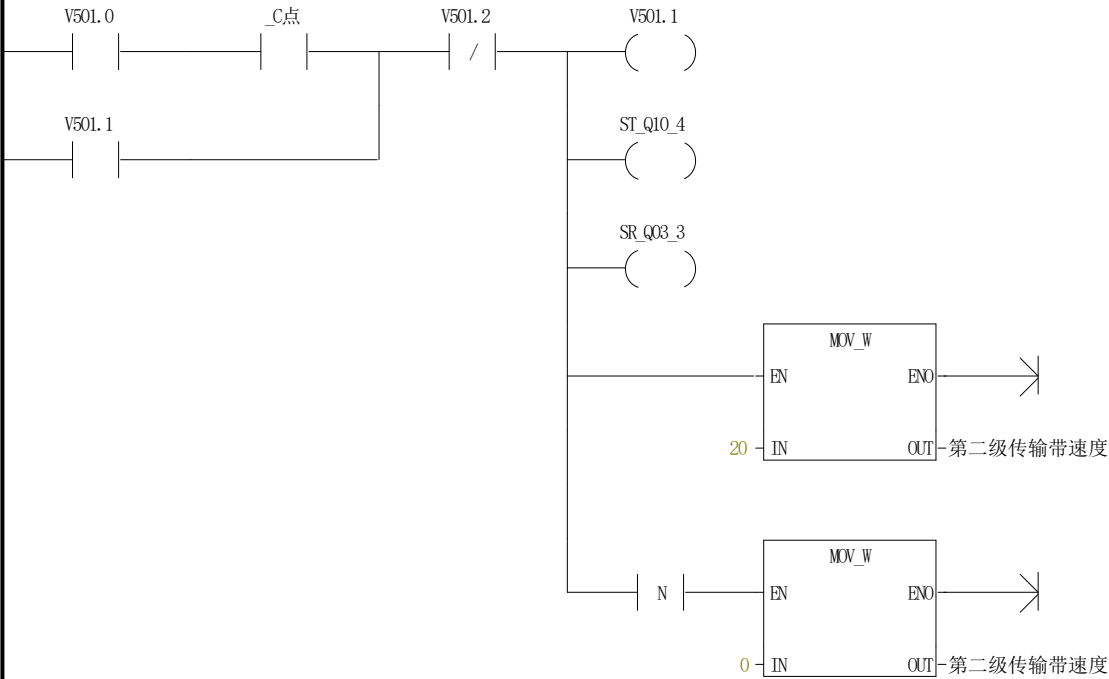 V501.0 _C点 V501.2 V501.1
/
V501.1 ST_Q10_4
SR_Q03_3
MOV_W
EN ENO
20 IN OUT 第二级传输带速度
MOV_W
N EN ENO
0 IN OUT 第二级传输带速度